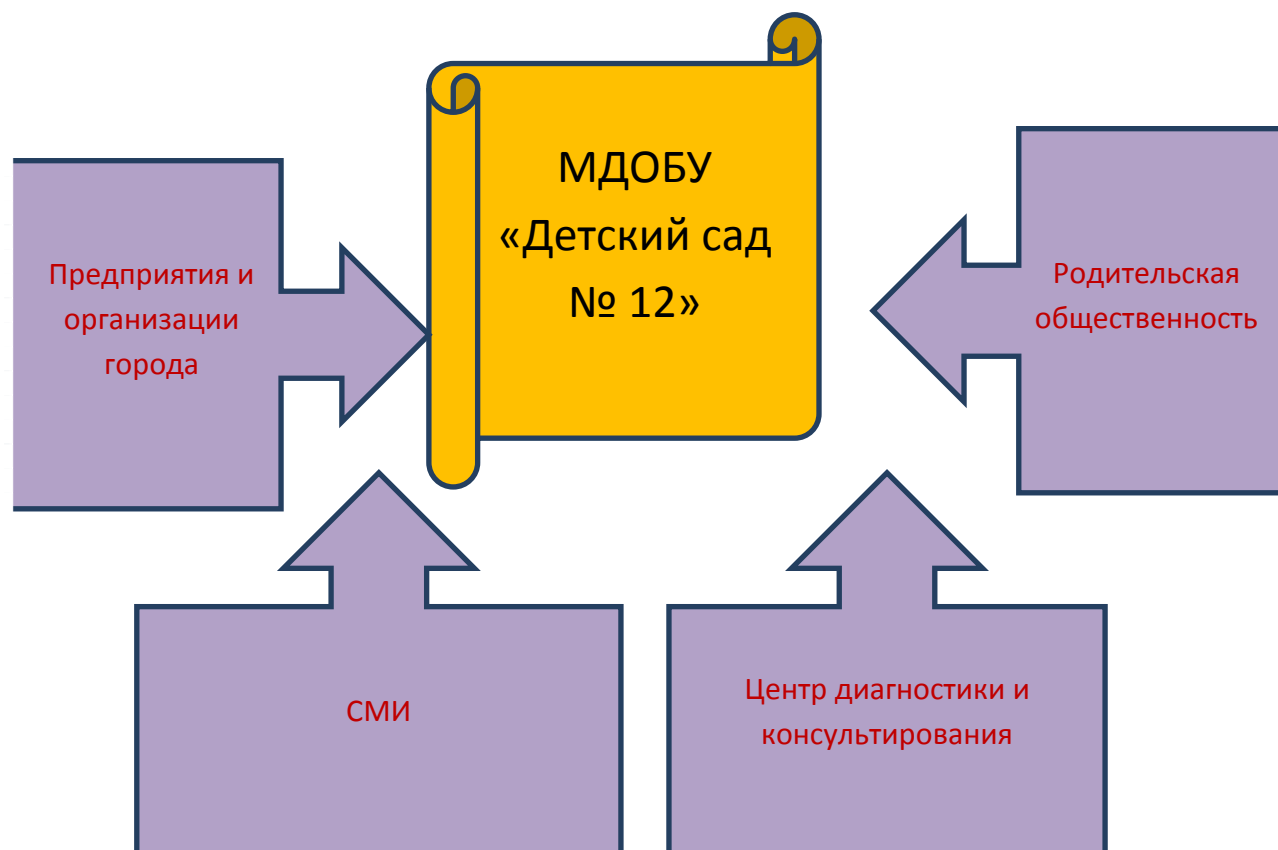 МДОБУ
«Детский сад
№ 12»
Предприятия и
организации
города
Родительская
общественность
СМИ
Центр диагностики и
консультирования